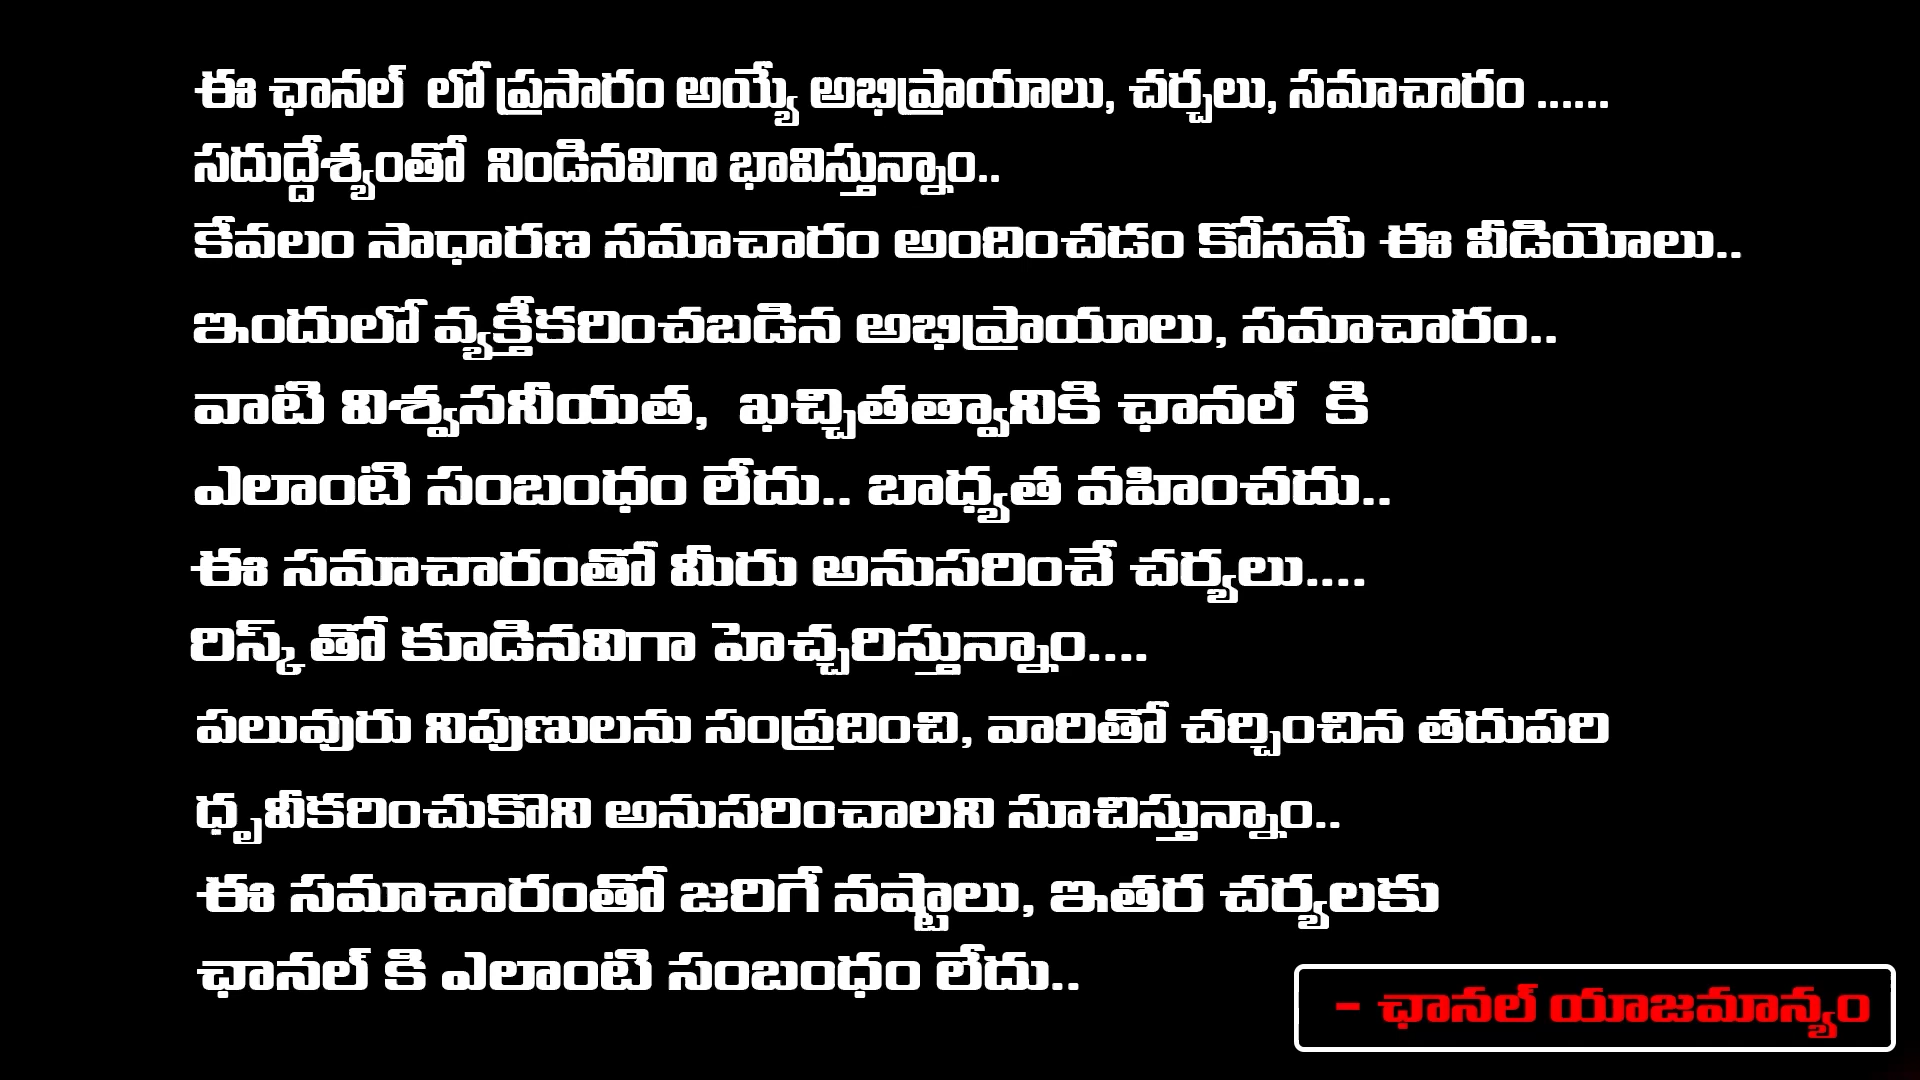 ఈ ఛానల్ లో ప్రసారం అయ్యే అభిప్రాయాలు, చర్చలు, సమాచారం ......
సదుద్దేశ్యంతో నిండినవిగా భావిస్తున్నాం..
కేవలం సాధారణ సమాచారం అందించడం కోసమే ఈ వీడియోలు..
ఇందులో వ్యక్తీకరించబడిన అభిప్రాయాలు, సమాచారం..
వాటి విశ్వసనీయత, ఖచ్చితత్వానికి ఛానల్ కి
ఎలాంటి సంబంధం లేదు.. బాధ్యత వహించదు..
ఈ సమాచారంతో మీరు అనుసరించే చర్యలు....
రిస్క్ తో కూడినవిగా హెచ్చరిస్తున్నాం....
పలువురు నిపుణులను సంప్రదించి, వారితో చర్చించిన తదుపరి
ధృవీకరించుకొని అనుసరించాలని సూచిస్తున్నాం..
ఈ సమాచారంతో జరిగే నష్టాలు, ఇతర చర్యలకు
ఛానల్ కి ఎలాంటి సంబంధం లేదు..
- ఛానల్ యాజమాన్యం